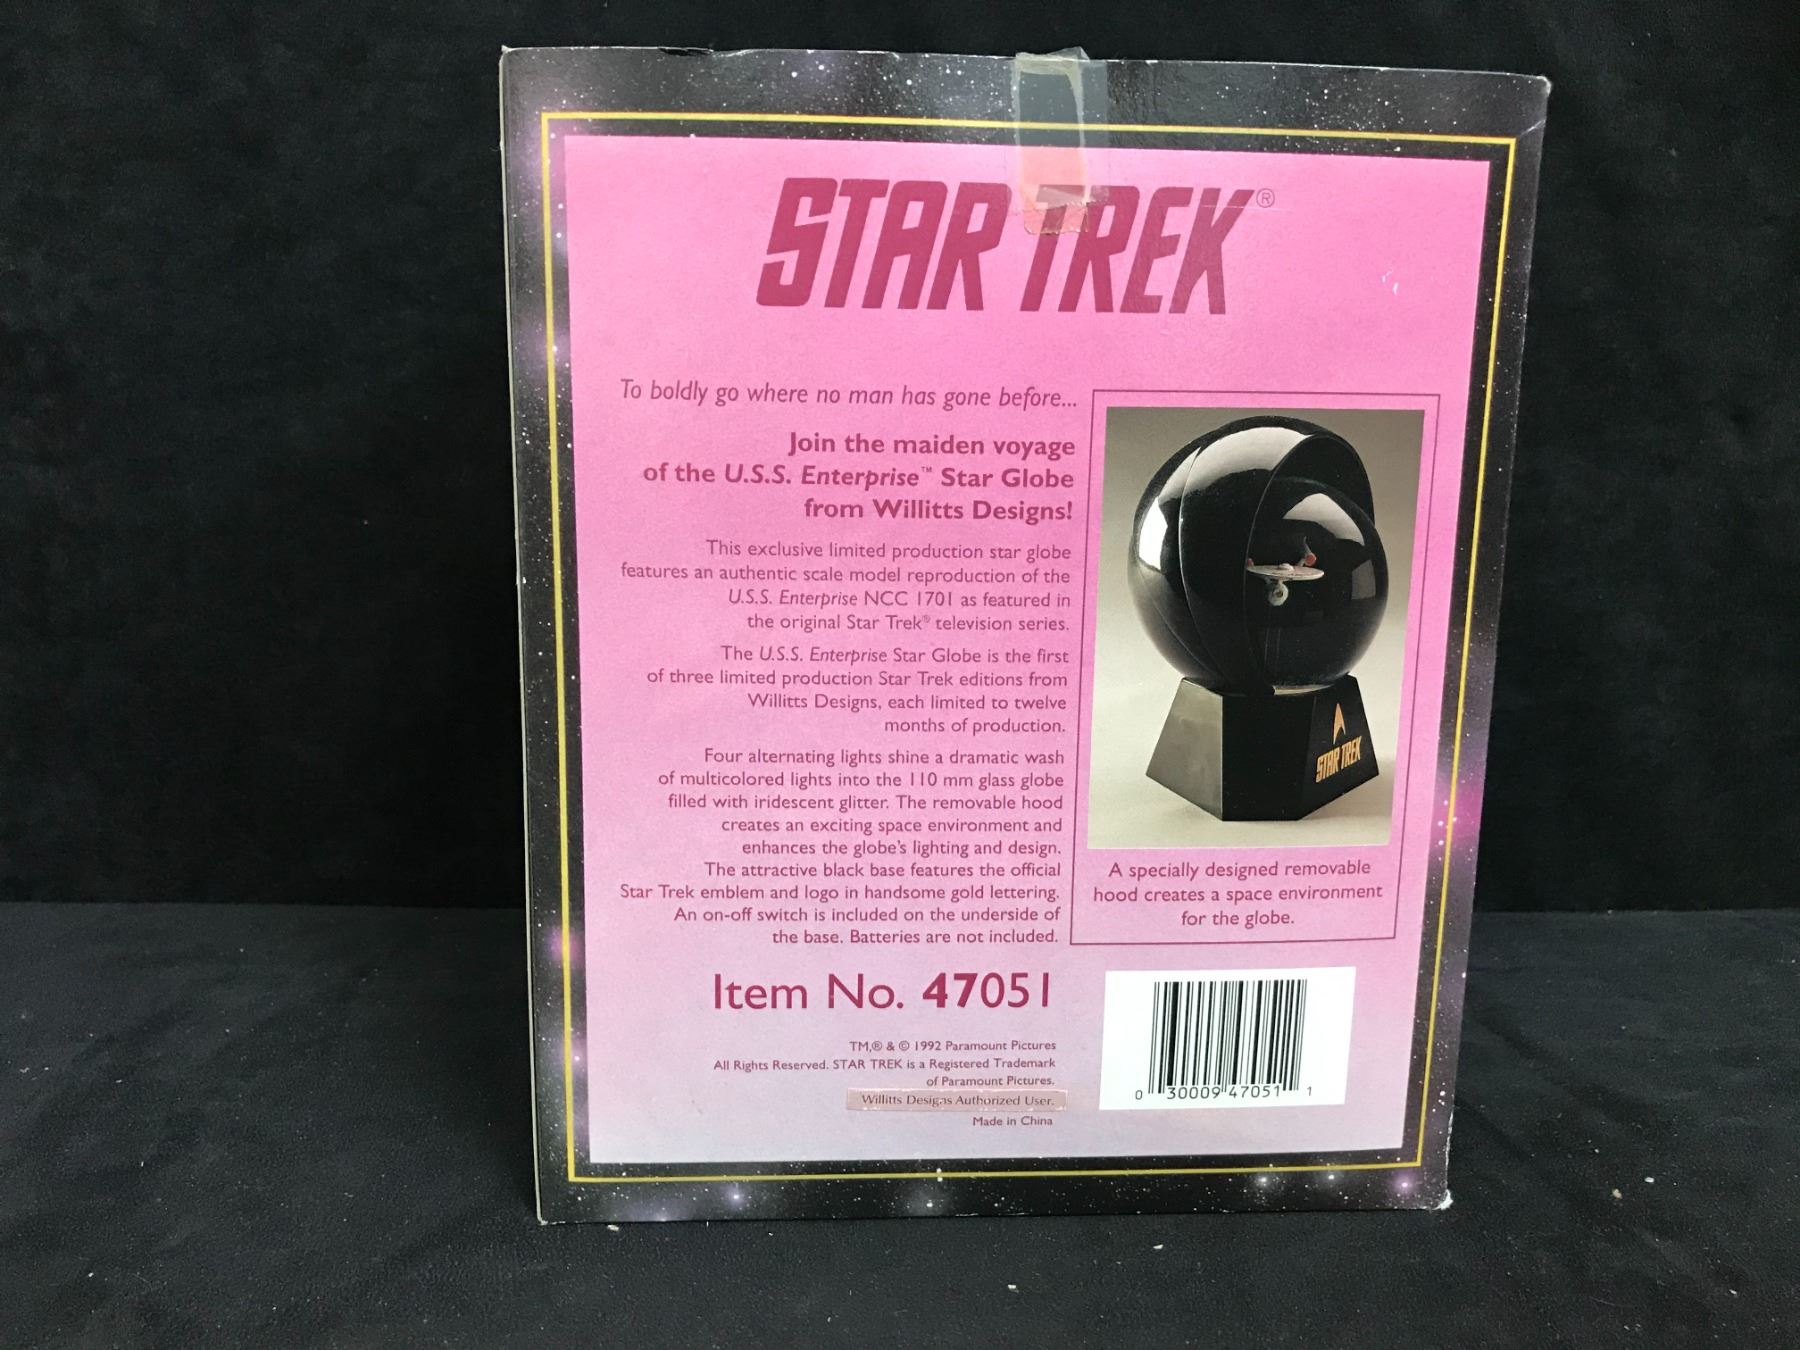 STAR TREK®
To boldly go where no man has gone before...
Join the maiden voyage
of the U.S.S. Enterprise™ Star Globe
from Willitts Designs!
This exclusive limited production star globe
features an authentic scale model reproduction of the
U.S.S. Enterprise NCC 1701 as featured in
the original Star Trek® television series.
The U.S.S. Enterprise Star Globe is the first
of three limited production Star Trek editions from
Willitts Designs, each limited to twelve
months of production.
Four alternating lights shine a dramatic wash
of multicolored lights into the 110 mm glass globe
filled with iridescent glitter. The removable hood
creates an exciting space environment and
enhances the globe's lighting and design.
The attractive black base features the official
Star Trek emblem and logo in handsome gold lettering.
An on-off switch is included on the underside of
the base. Batteries are not included.
STAR TREK
A specially designed removable
hood creates a space environment
for the globe.
Item No. 47051
TM,® & © 1992 Paramount Pictures
All Rights Reserved. STAR TREK is a Registered Trademark
of Paramount Pictures.
Willitts Designs Authorized User.
Made in China
0 30009 47051 1